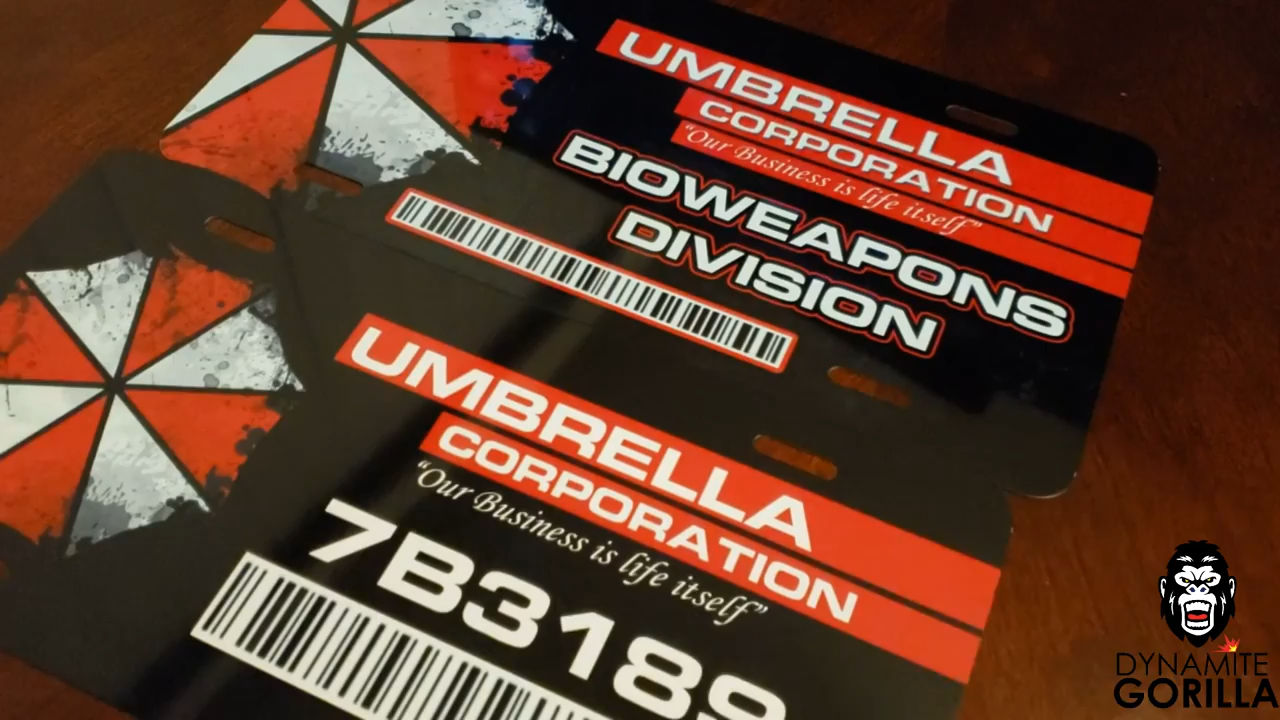 UMBRELLA
CORPORATION
“Our Business is life itself”
BIOWEAPONS
DIVISION
UMBRELLA
CORPORATION
“Our Business is life itself”
7B3189
DYNAMITE
GORILLA